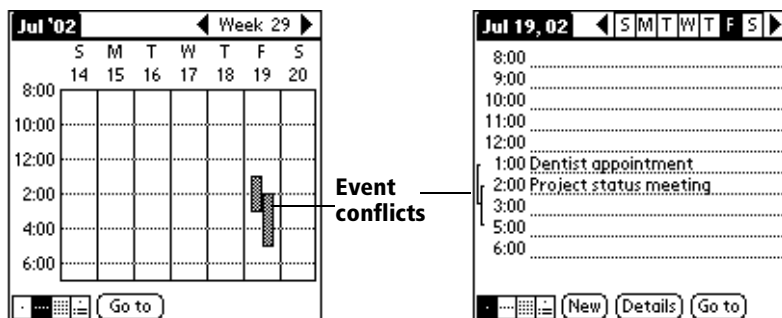 Jul '02 Week 29
S M T W T F S
14 15 16 17 18 19 20
8:00
10:00
12:00
2:00
4:00
6:00
Go to
Event
conflicts
Jul 19, 02 S M T W T F S
8:00
9:00
10:00
11:00
12:00
1:00 Dentist appointment
2:00 Project status meeting
3:00
5:00
6:00
New Details Go to